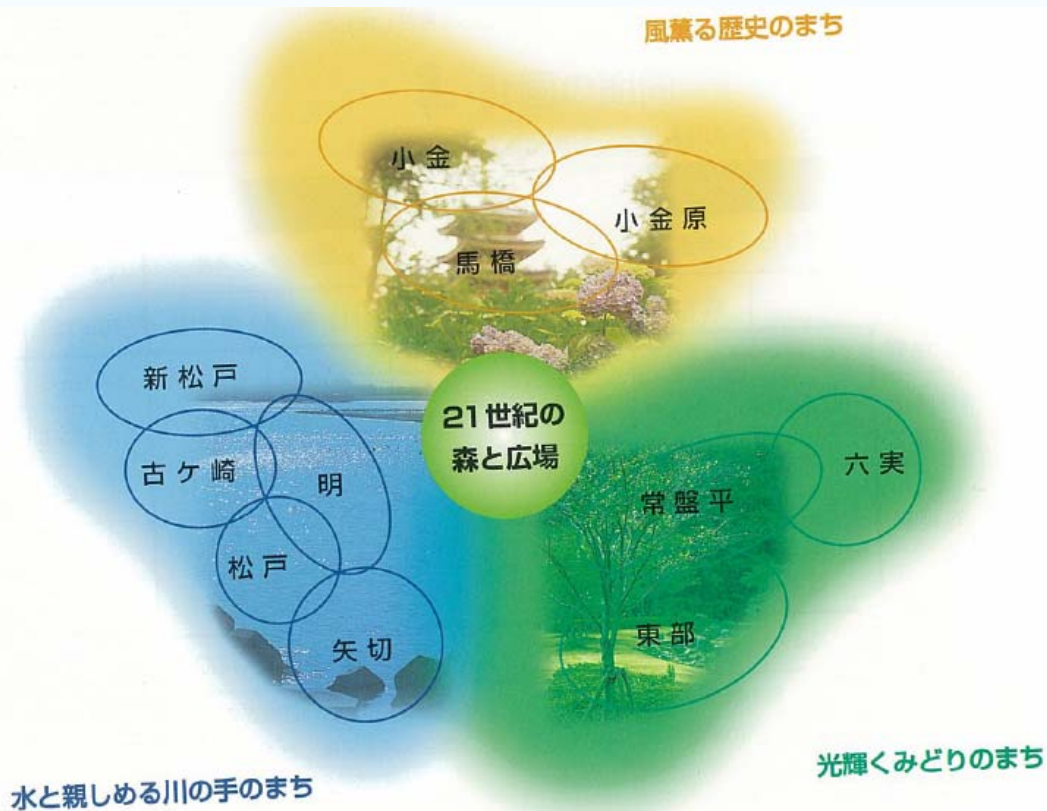 風薫る歴史のまち
小金
小金原
馬橋
新松戸
古ケ崎
明
松戸
矢切
21世紀の
森と広場
常盤平
六実
東部
水と親しめる川の手のまち
光輝くみどりのまち